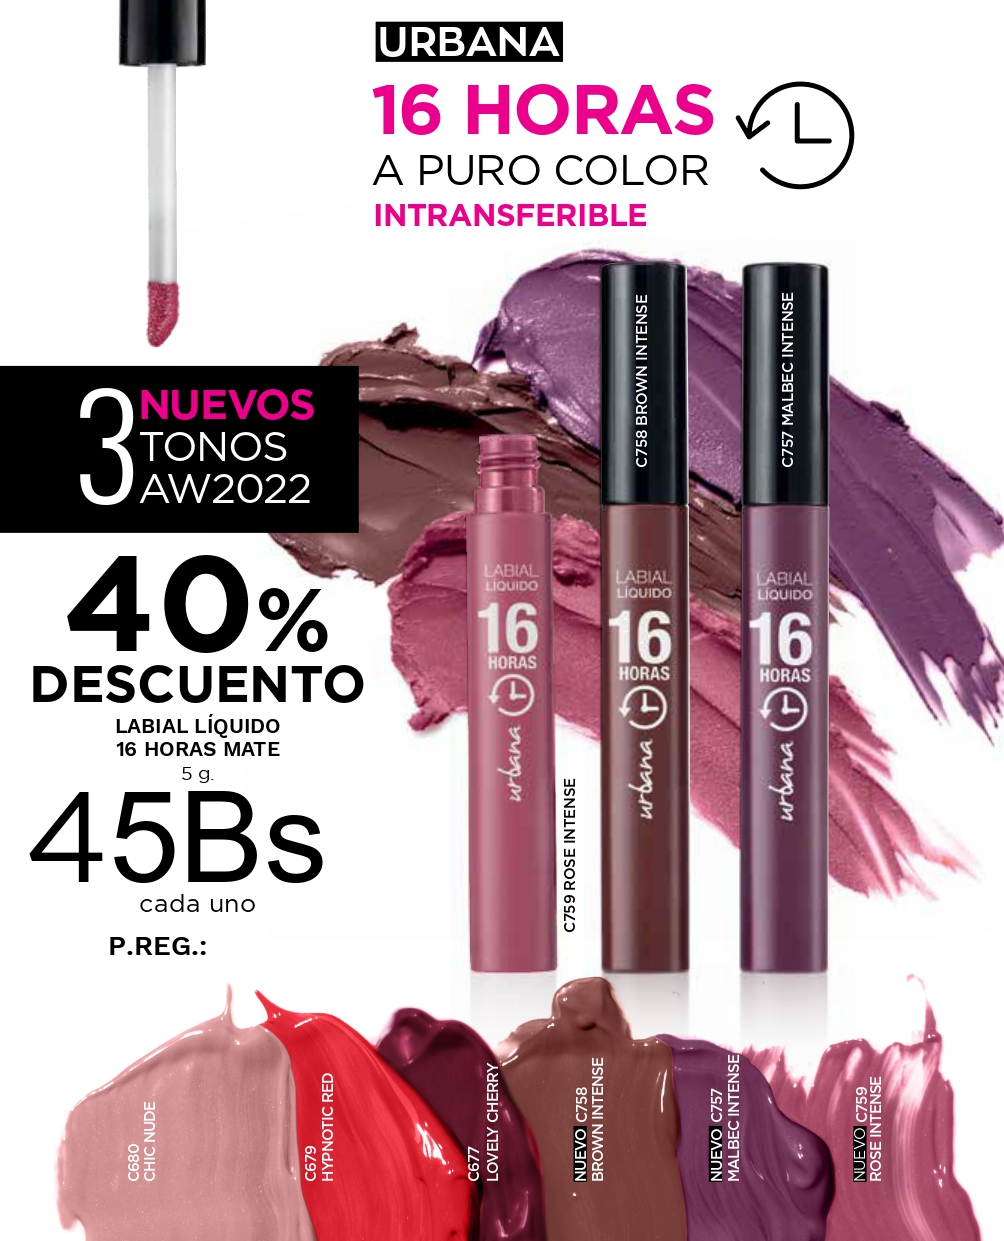 URBANA
16 HORAS
A PURO COLOR
INTRANSFERIBLE
3 NUEVOS
TONOS
AW2022
40%
DESCUENTO
LABIAL LÍQUIDO
16 HORAS MATE
5 g.
45Bs
cada uno
P.REG.:
LABIAL
LÍQUIDO
16
HORAS
urbana
C759 ROSE INTENSE
C758 BROWN INTENSE
LABIAL
LÍQUIDO
16
HORAS
urbana
C757 MALBEC INTENSE
LABIAL
LÍQUIDO
16
HORAS
urbana
C680
CHIC NUDE
C679
HYPNOTIC RED
C677
LOVELY CHERRY
NUEVO C758
BROWN INTENSE
NUEVO C757
MALBEC INTENSE
NUEVO C759
ROSE INTENSE